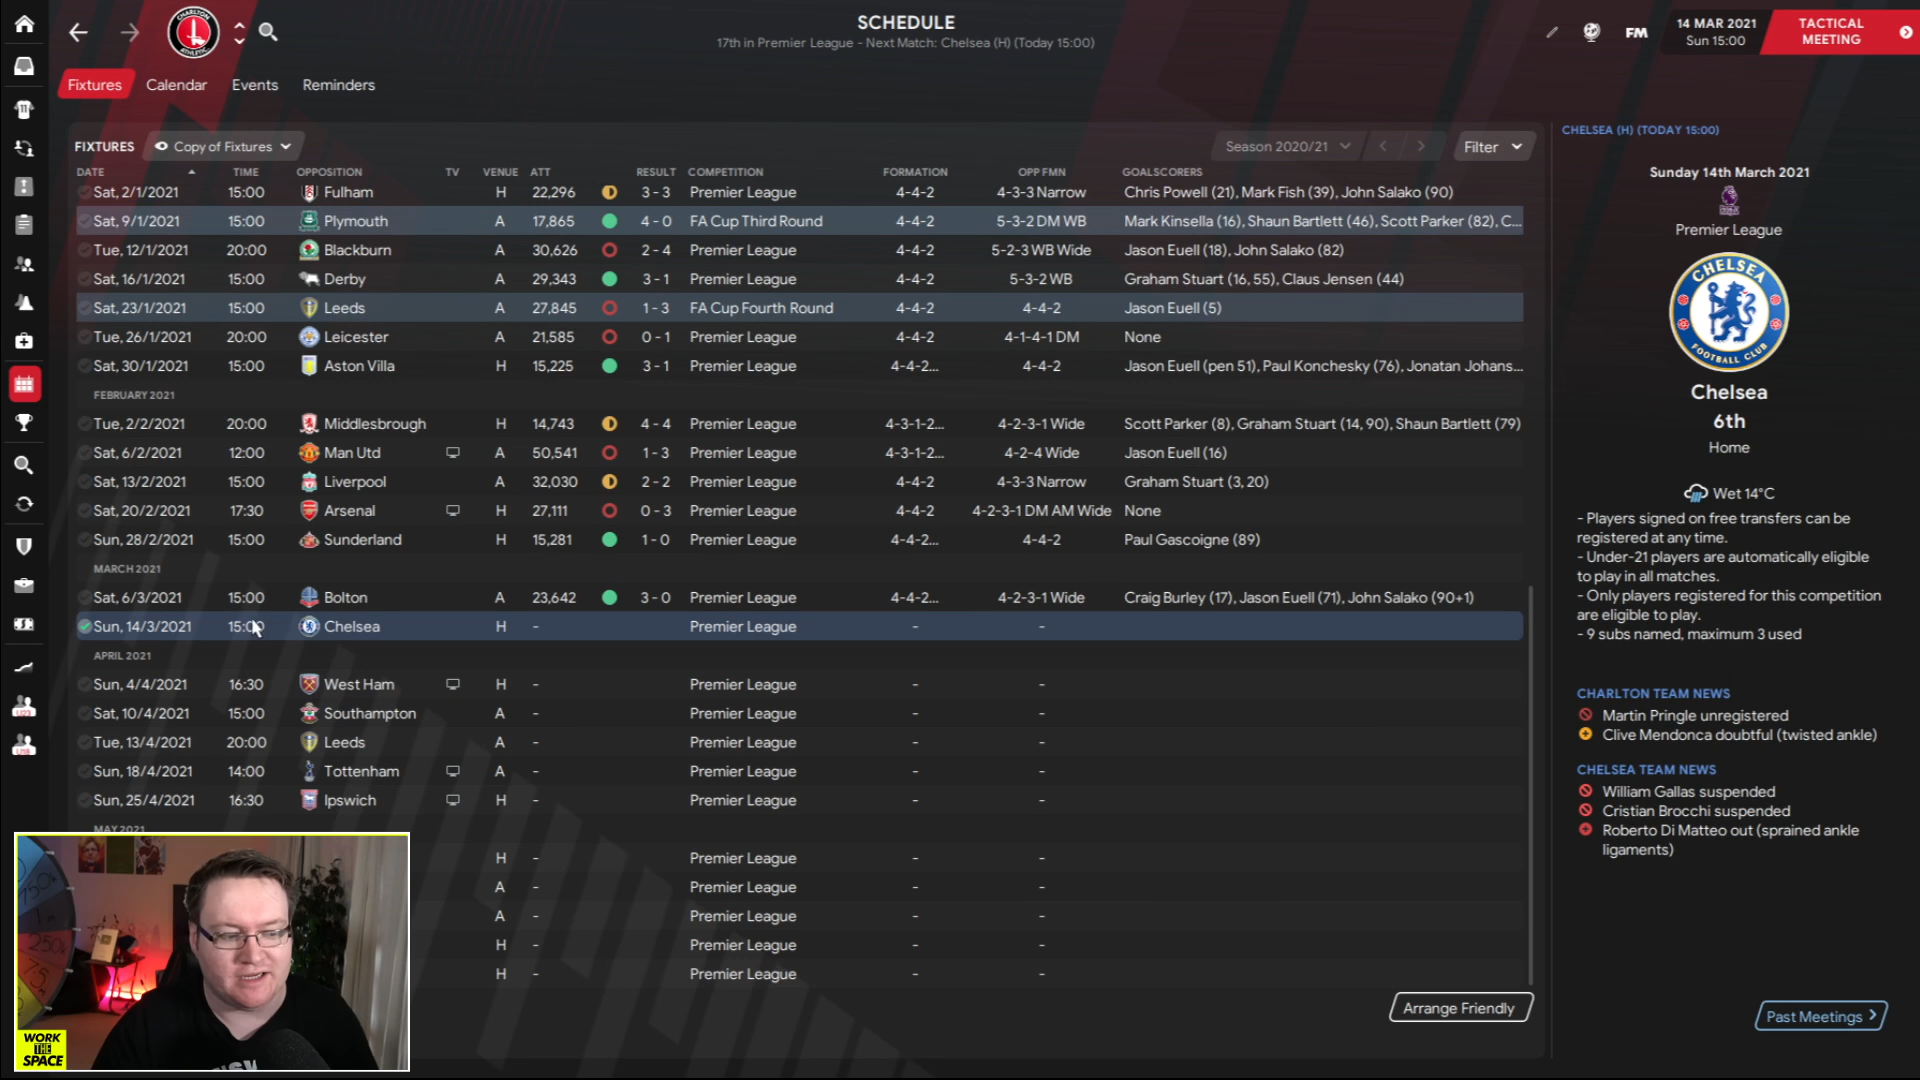 CHARLTON ATHLETIC
SCHEDULE
17th in Premier League - Next Match: Chelsea (H) (Today 15:00)
FM
14 MAR 2021
Sun 15:00
TACTICAL
MEETING
Fixtures Calendar Events Reminders
FIXTURES Copy of Fixtures Season 2020/21 Filter
DATE TIME OPPOSITION TV VENUE ATT RESULT COMPETITION FORMATION OPP FMN GOALSCORERS
Sat, 2/1/2021 15:00 Fulham H 22,296 3 - 3 Premier League 4-4-2 4-3-3 Narrow Chris Powell (21), Mark Fish (39), John Salako (90)
Sat, 9/1/2021 15:00 Plymouth A 17,865 4 - 0 FA Cup Third Round 4-4-2 5-3-2 DM WB Mark Kinsella (16), Shaun Bartlett (46), Scott Parker (82), C...
Tue, 12/1/2021 20:00 Blackburn A 30,626 2 - 4 Premier League 4-4-2 5-2-3 WB Wide Jason Euell (18), John Salako (82)
Sat, 16/1/2021 15:00 Derby A 29,343 3 - 1 Premier League 4-4-2 5-3-2 WB Graham Stuart (16, 55), Claus Jensen (44)
Sat, 23/1/2021 15:00 Leeds A 27,845 1 - 3 FA Cup Fourth Round 4-4-2 4-4-2 Jason Euell (5)
Tue, 26/1/2021 20:00 Leicester A 21,585 0 - 1 Premier League 4-4-2 4-1-4-1 DM None
Sat, 30/1/2021 15:00 Aston Villa H 15,225 3 - 1 Premier League 4-4-2... 4-4-2 Jason Euell (pen 51), Paul Konchesky (76), Jonatan Johans...
FEBRUARY 2021
Tue, 2/2/2021 20:00 Middlesbrough H 14,743 4 - 4 Premier League 4-3-1-2... 4-2-3-1 Wide Scott Parker (8), Graham Stuart (14, 90), Shaun Bartlett (79)
Sat, 6/2/2021 12:00 Man Utd A 50,541 1 - 3 Premier League 4-3-1-2... 4-2-4 Wide Jason Euell (16)
Sat, 13/2/2021 15:00 Liverpool A 32,030 2 - 2 Premier League 4-4-2 4-3-3 Narrow Graham Stuart (3, 20)
Sat, 20/2/2021 17:30 Arsenal H 27,111 0 - 3 Premier League 4-4-2 4-2-3-1 DM AM Wide None
Sun, 28/2/2021 15:00 Sunderland H 15,281 1 - 0 Premier League 4-4-2... 4-4-2 Paul Gascoigne (89)
MARCH 2021
Sat, 6/3/2021 15:00 Bolton A 23,642 3 - 0 Premier League 4-4-2... 4-2-3-1 Wide Craig Burley (17), Jason Euell (71), John Salako (90+1)
Sun, 14/3/2021 15:00 Chelsea H - Premier League - -
APRIL 2021
Sun, 4/4/2021 16:30 West Ham H - Premier League - -
Sat, 10/4/2021 15:00 Southampton A - Premier League - -
Tue, 13/4/2021 20:00 Leeds A - Premier League - -
Sun, 18/4/2021 14:00 Tottenham A - Premier League - -
Sun, 25/4/2021 16:30 Ipswich H - Premier League - -
MAY 2021
H - Premier League - -
A - Premier League - -
A - Premier League - -
H - Premier League - -
H - Premier League - -
Arrange Friendly
CHELSEA (H) (TODAY 15:00)
Sunday 14th March 2021
Premier League
CHELSEA
FOOTBALL CLUB
Chelsea
6th
Home
Wet 14°C
- Players signed on free transfers can be
registered at any time.
- Under-21 players are automatically eligible
to play in all matches.
- Only players registered for this competition
are eligible to play.
- 9 subs named, maximum 3 used
CHARLTON TEAM NEWS
Martin Pringle unregistered
Clive Mendonca doubtful (twisted ankle)
CHELSEA TEAM NEWS
William Gallas suspended
Cristian Brocchi suspended
Roberto Di Matteo out (sprained ankle
ligaments)
Past Meetings
U23
U18
WORK
THE
SPACE